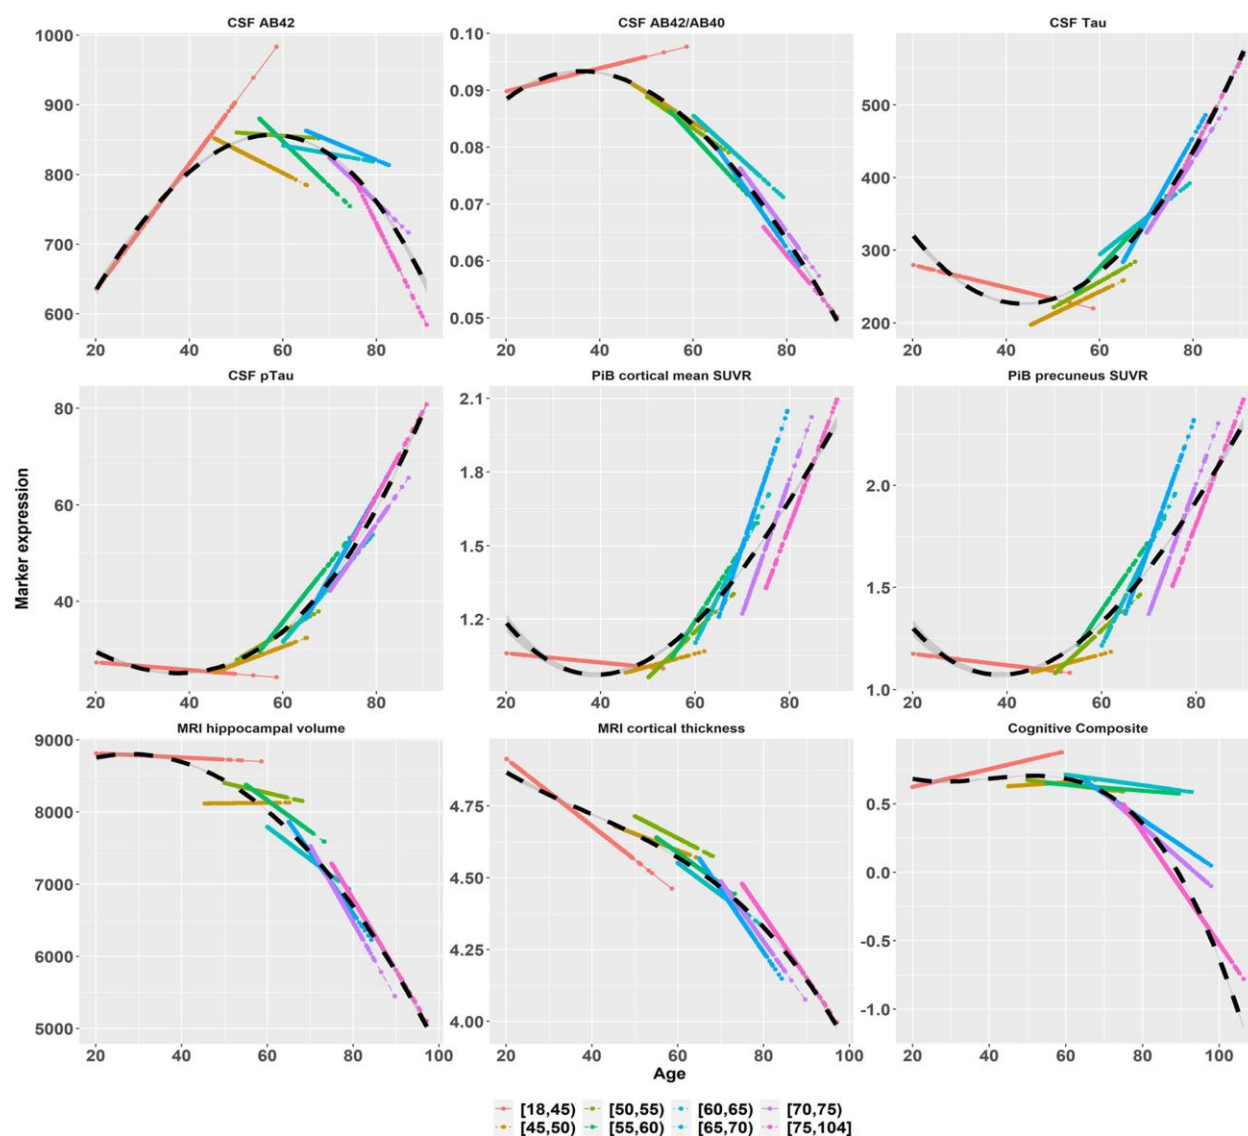 CSF AB42
CSF AB42/AB40
CSF Tau
1000
900
800
700
600
20 40 60 80
0.10
0.09
0.08
0.07
0.06
0.05
20 40 60 80
500
400
300
200
20 40 60 80
CSF pTau
PiB cortical mean SUVR
PiB precuneus SUVR
Marker expression
80
60
40
20 40 60 80
2.1
1.8
1.5
1.2
20 40 60 80
2.0
1.5
1.0
20 40 60 80
MRI hippocampal volume
MRI cortical thickness
Cognitive Composite
9000
8000
7000
6000
5000
20 40 60 80 100
4.75
4.50
4.25
4.00
20 40 60 80 100
0.5
0.0
-0.5
-1.0
20 40 60 80 100
Age
[18,45) [50,55) [60,65) [70,75)
[45,50) [55,60) [65,70) [75,104]